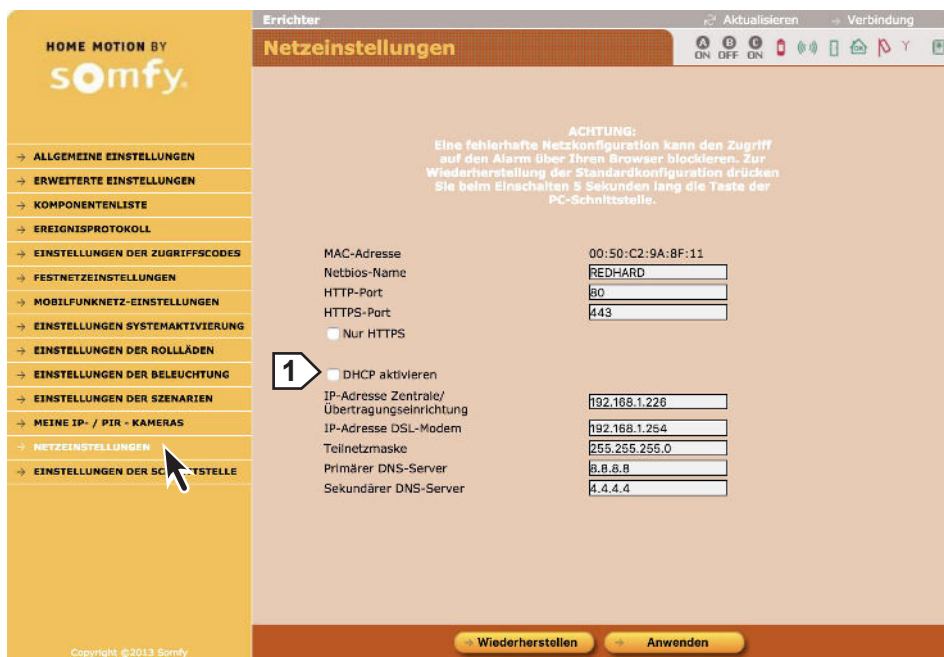 Errichter
Aktualisieren
Verbindung
HOME MOTION BY
somfy.
Netzeinstellungen
A B C
ON OFF ON
ACHTUNG:
Eine fehlerhafte Netzkonfiguration kann den Zugriff
auf den Alarm über Ihren Browser blockieren. Zur
Wiederherstellung der Standardkonfiguration drücken
Sie beim Einschalten 5 Sekunden lang die Taste der
PC-Schnittstelle.
ALLGEMEINE EINSTELLUNGEN
ERWEITERTE EINSTELLUNGEN
KOMPONENTENLISTE
EREIGNISPROTOKOLL
EINSTELLUNGEN DER ZUGRIFFSCODES
FESTNETZEINSTELLUNGEN
MOBILFUNKNETZ-EINSTELLUNGEN
EINSTELLUNGEN SYSTEMAKTIVIERUNG
EINSTELLUNGEN DER ROLLLÄDEN
EINSTELLUNGEN DER BELEUCHTUNG
EINSTELLUNGEN DER SZENARIEN
MEINE IP- / PIR - KAMERAS
NETZEINSTELLUNGEN
EINSTELLUNGEN DER SC TSTELLE
MAC-Adresse 00:50:C2:9A:8F:11
Netbios-Name REDHARD
HTTP-Port 80
HTTPS-Port 443
Nur HTTPS
1 DHCP aktivieren
IP-Adresse Zentrale/
Übertragungseinrichtung 192.168.1.226
IP-Adresse DSL-Modem 192.168.1.254
Teilnetzmaske 255.255.255.0
Primärer DNS-Server 8.8.8.8
Sekundärer DNS-Server 4.4.4.4
Wiederherstellen
Anwenden
Copyright ©2013 Somfy